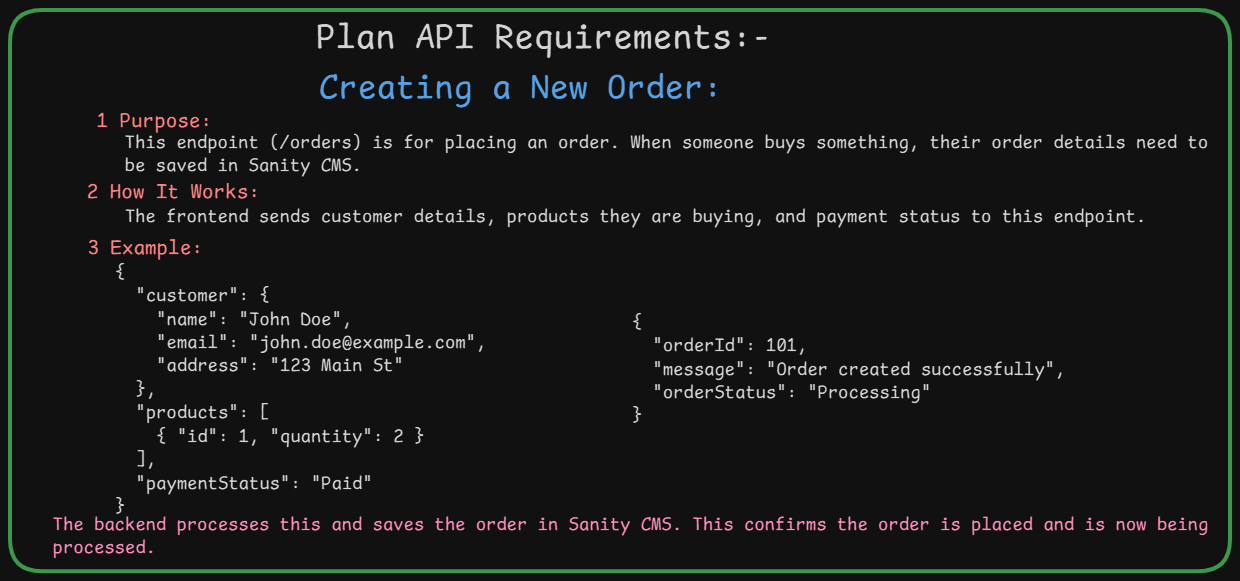 Plan API Requirements:-
Creating a New Order:
1 Purpose:
This endpoint (/orders) is for placing an order. When someone buys something, their order details need to
be saved in Sanity CMS.
2 How It Works:
The frontend sends customer details, products they are buying, and payment status to this endpoint.
3 Example:
{
"customer": {
"name": "John Doe",
"email": "john.doe@example.com",
"address": "123 Main St"
},
"products": [
{ "id": 1, "quantity": 2 }
],
"paymentStatus": "Paid"
}
{
"orderId": 101,
"message": "Order created successfully",
"orderStatus": "Processing"
}
The backend processes this and saves the order in Sanity CMS. This confirms the order is placed and is now being
processed.